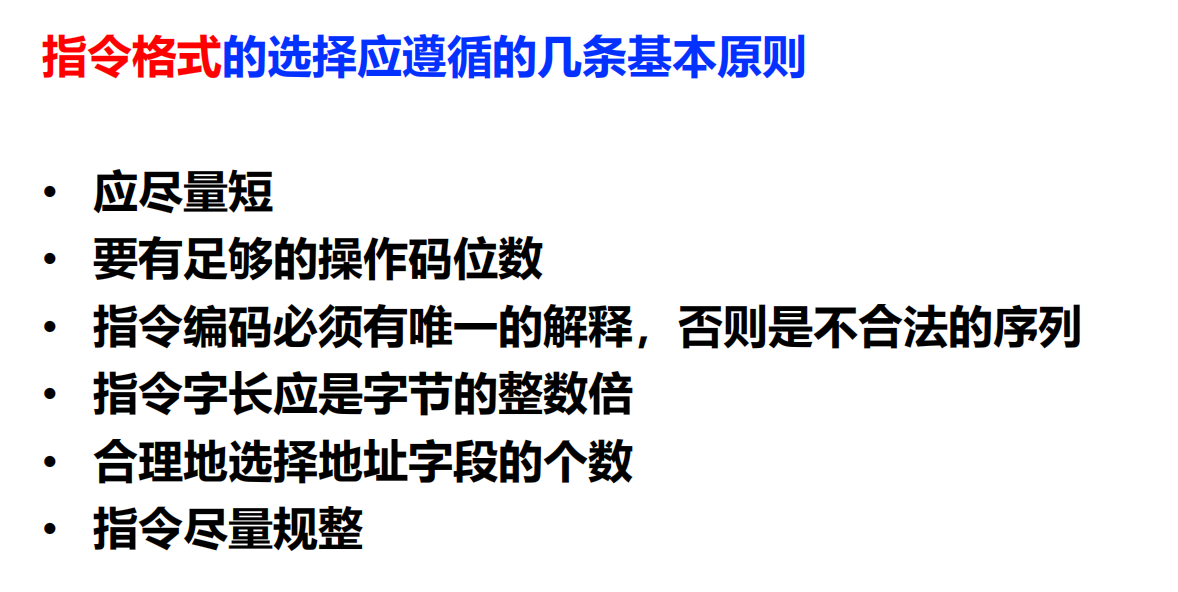 指令格式的选择应遵循的几条基本原则
• 应尽量短
• 要有足够的操作码位数
• 指令编码必须有唯一的解释，否则是不合法的序列
• 指令字长应是字节的整数倍
• 合理地选择地址字段的个数
• 指令尽量规整